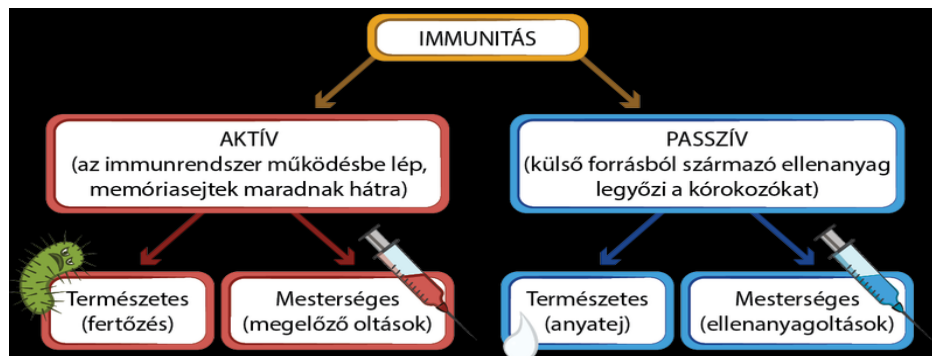 IMMUNITÁS
AKTÍV
(az immunrendszer működésbe lép,
memóriasejtek maradnak hátra)
PASSZÍV
(külső forrásból származó ellenanyag
legyőzi a kórokozókat)
Természetes
(fertőzés)
Mesterséges
(megelőző oltások)
Természetes
(anyatej)
Mesterséges
(ellenanyagoltások)